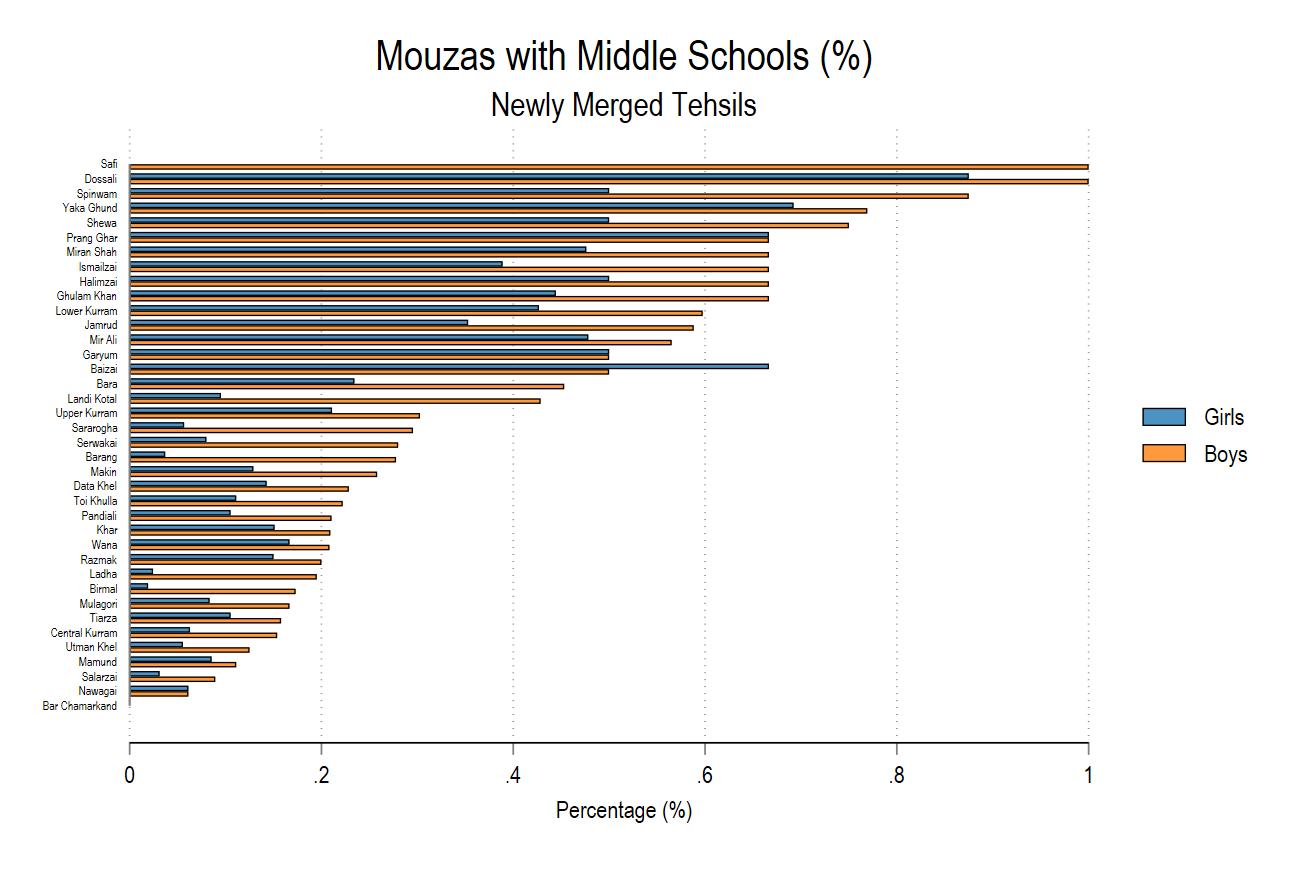 Mouzas with Middle Schools (%)
Newly Merged Tehsils
Safi
Dossali
Spinwam
Yaka Ghund
Shewa
Prang Ghar
Miran Shah
Ismailzai
Halimzai
Ghulam Khan
Lower Kurram
Jamrud
Mir Ali
Garyum
Baizai
Bara
Landi Kotal
Upper Kurram
Sararogha
Serwakai
Barang
Makin
Data Khel
Toi Khulla
Pandiali
Khar
Wana
Razmak
Ladha
Birmal
Mulagori
Tiarza
Central Kurram
Utman Khel
Mamund
Salarzai
Nawagai
Bar Chamarkand
0 .2 .4 .6 .8 1
Percentage (%)
Girls
Boys